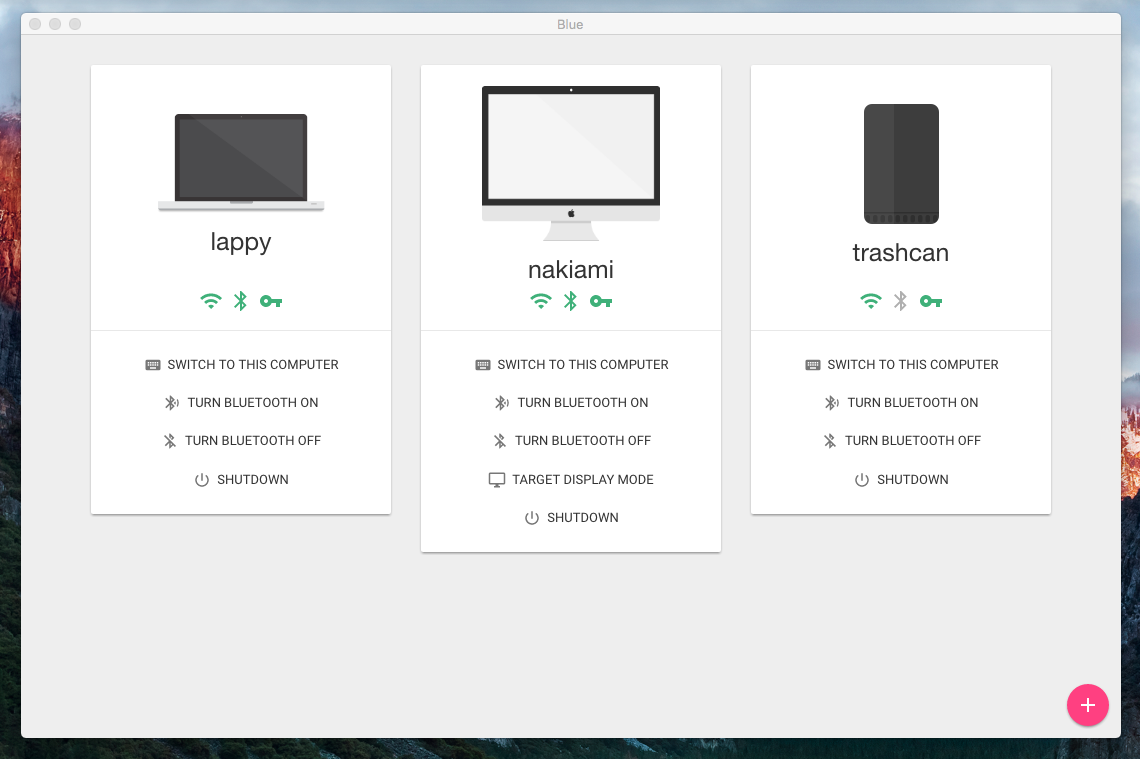 Blue
lappy
SWITCH TO THIS COMPUTER
TURN BLUETOOTH ON
TURN BLUETOOTH OFF
SHUTDOWN
nakiami
SWITCH TO THIS COMPUTER
TURN BLUETOOTH ON
TURN BLUETOOTH OFF
TARGET DISPLAY MODE
SHUTDOWN
trashcan
SWITCH TO THIS COMPUTER
TURN BLUETOOTH ON
TURN BLUETOOTH OFF
SHUTDOWN